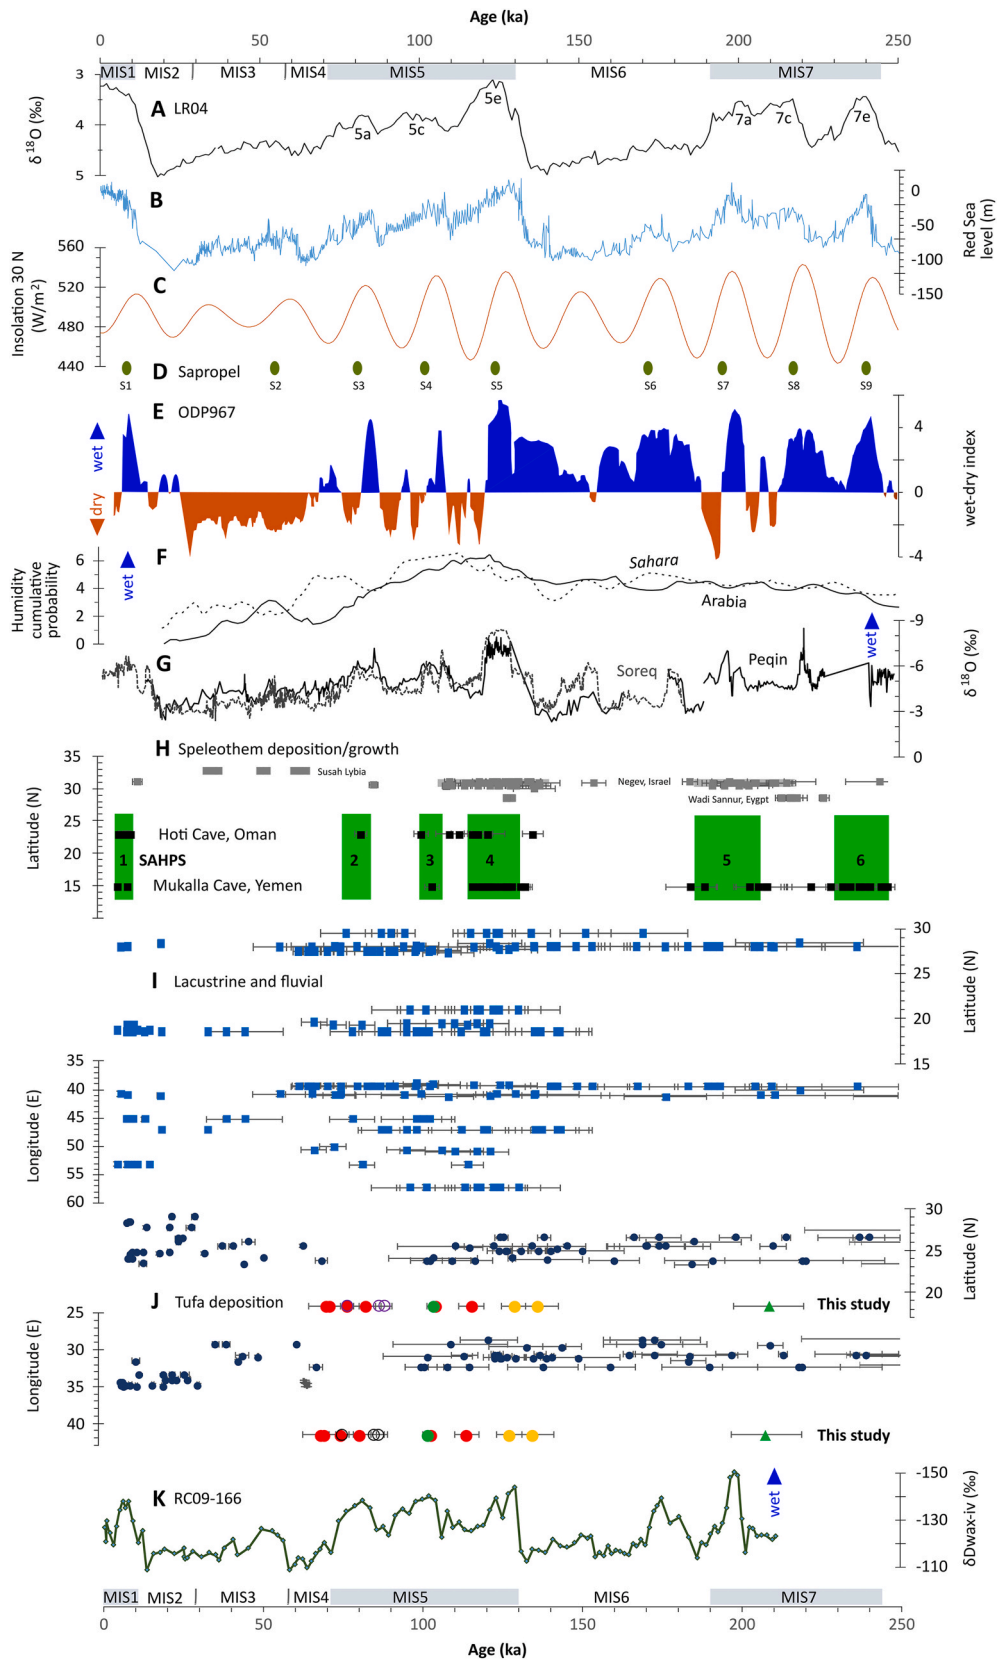 Age (ka)
0 50 100 150 200 250
MIS1 MIS2 MIS3 MIS4 MIS5 MIS6 MIS7
3
4
5
δ18O (‰)
A LR04
5a 5c 5e 7a 7c 7e
B
0
-50
-100
-150
Red Sea
level (m)
560
520
480
440
Insolation 30 N
(W/m2)
C
D Sapropel
S1 S2 S3 S4 S5 S6 S7 S8 S9
E ODP967
wet
dry
4
0
-4
wet-dry index
F
6
4
2
0
Humidity
cumulative
probability
wet
Sahara
Arabia
G
Soreq
Peqin
wet
-9
-6
-3
0
δ18O (‰)
H Speleothem deposition/growth
35
30
25
20
15
Latitude (N)
Susah Lybia
Negev, Israel
Wadi Sannur, Eygpt
Hoti Cave, Oman
1 SAHPS 2 3 4 5 6
Mukalla Cave, Yemen
I Lacustrine and fluvial
30
25
20
15
Latitude (N)
35
40
45
50
55
60
Longitude (E)
30
25
20
Latitude (N)
J Tufa deposition
This study
25
30
35
40
Longitude (E)
This study
K RC09-166
wet
-150
-130
-110
δDwax-iv (‰)
MIS1 MIS2 MIS3 MIS4 MIS5 MIS6 MIS7
0 50 100 150 200 250
Age (ka)